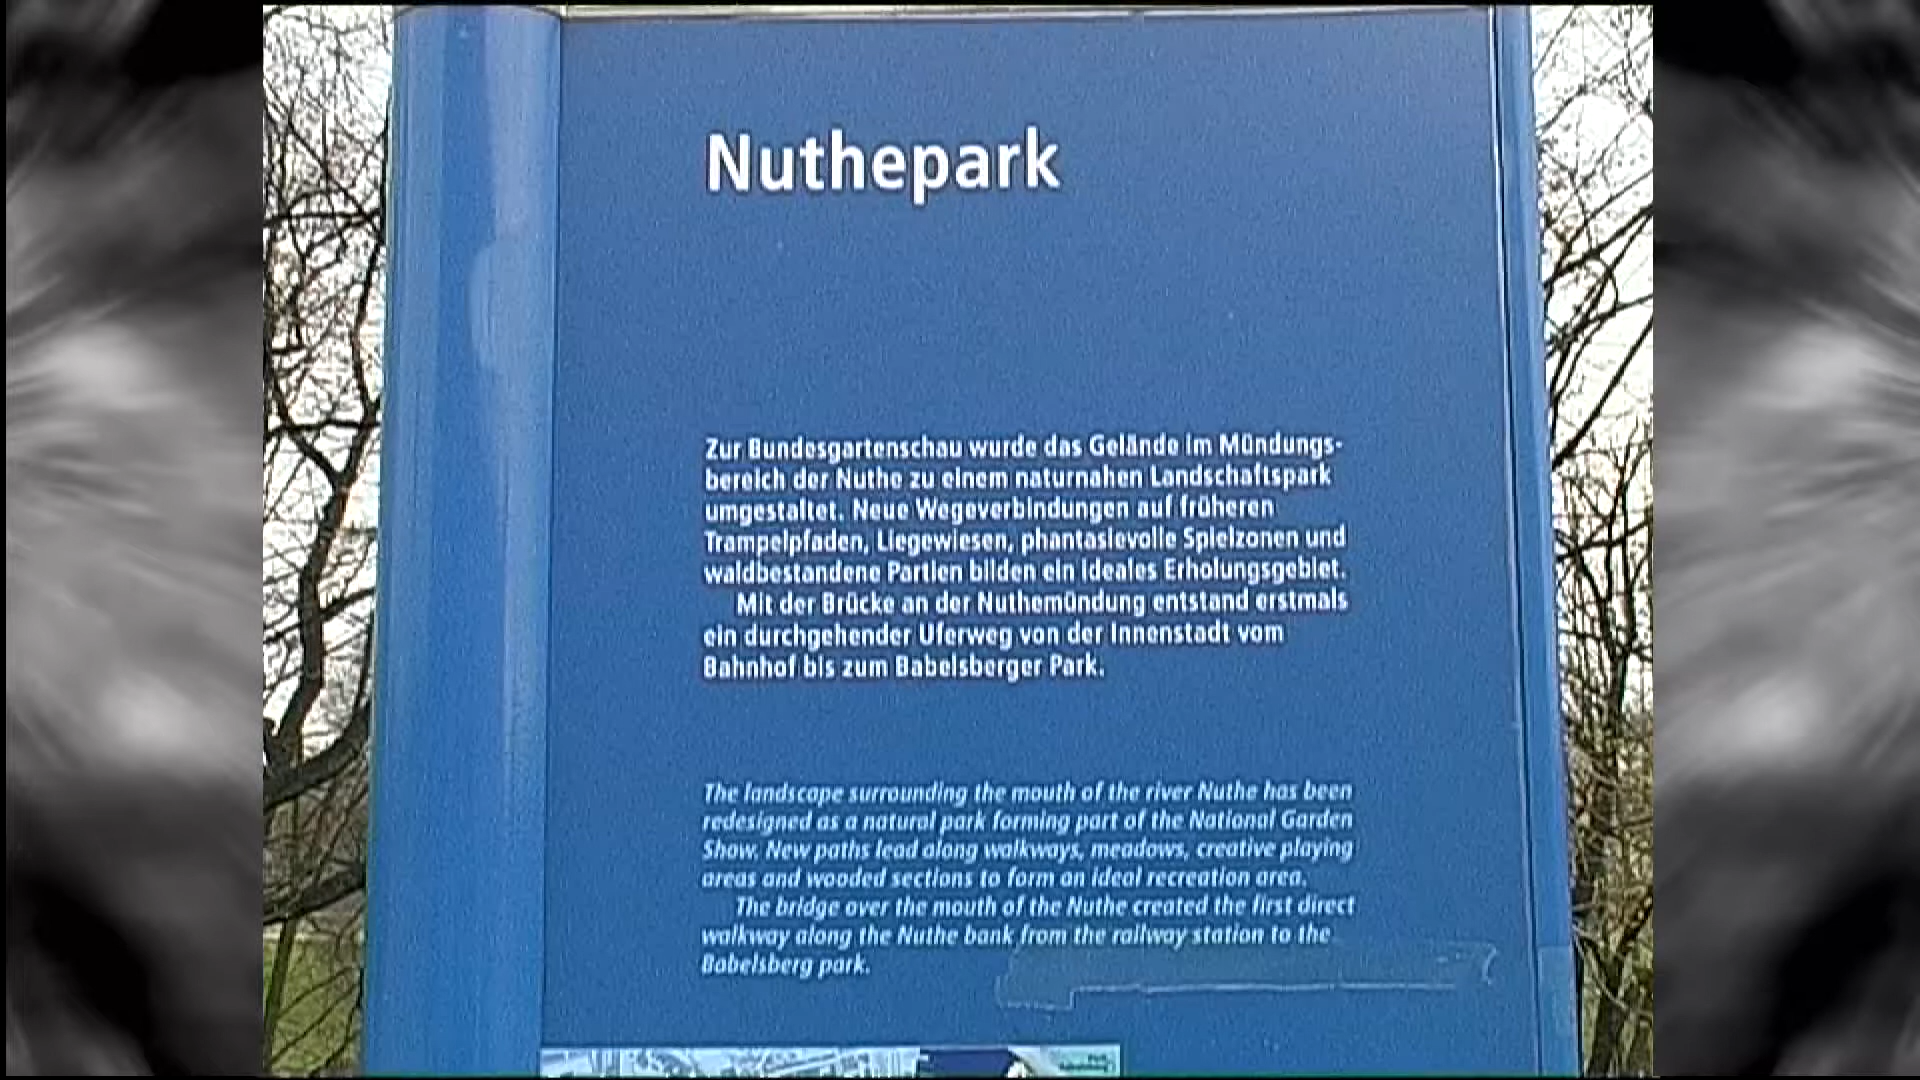 Nuthepark
Zur Bundesgartenschau wurde das Gelände im Mündungs-
bereich der Nuthe zu einem naturnahen Landschaftspark
umgestaltet. Neue Wegeverbindungen auf früheren
Trampelpfaden, Liegewiesen, phantasievolle Spielzonen und
waldbestandene Partien bilden ein ideales Erholungsgebiet.
Mit der Brücke an der Nuthemündung entstand erstmals
ein durchgehender Uferweg von der Innenstadt vom
Bahnhof bis zum Babelsberger Park.
The landscape surrounding the mouth of the river Nuthe has been
redesigned as a natural park forming part of the National Garden
Show. New paths lead along walkways, meadows, creative playing
areas and wooded sections to form an ideal recreation area.
The bridge over the mouth of the Nuthe created the first direct
walkway along the Nuthe bank from the railway station to the
Babelsberg park.